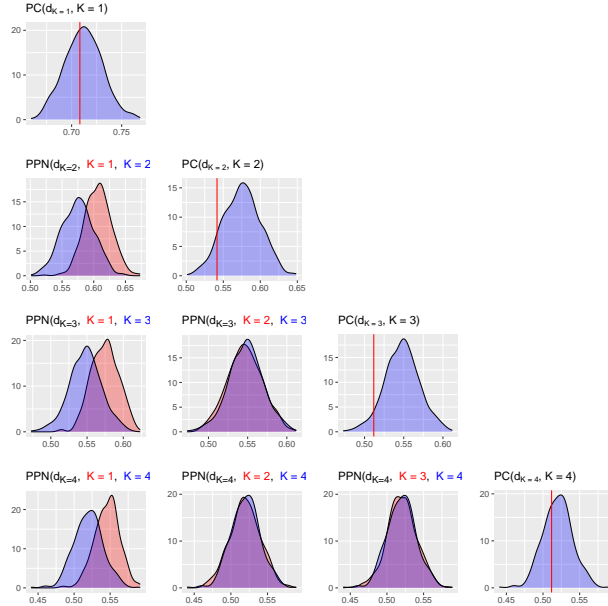 PC(dK = 1, K = 1)
20
10
0
0.70 0.75
PPN(dK=2, K = 1, K = 2
PC(dK = 2, K = 2)
15
10
5
0
0.50 0.55 0.60 0.65
15
10
5
0
0.50 0.55 0.60 0.65
PPN(dK=3, K = 1, K = 3
PPN(dK=3, K = 2, K = 3
PC(dK = 3, K = 3)
20
10
0
0.50 0.55 0.60
15
10
5
0
0.50 0.55 0.60
15
10
5
0
0.50 0.55 0.60
PPN(dK=4, K = 1, K = 4
PPN(dK=4, K = 2, K = 4
PPN(dK=4, K = 3, K = 4
PC(dK = 4, K = 4)
20
10
0
0.45 0.50 0.55
20
10
0
0.45 0.50 0.55
20
10
0
0.45 0.50 0.55
20
10
0
0.45 0.50 0.55